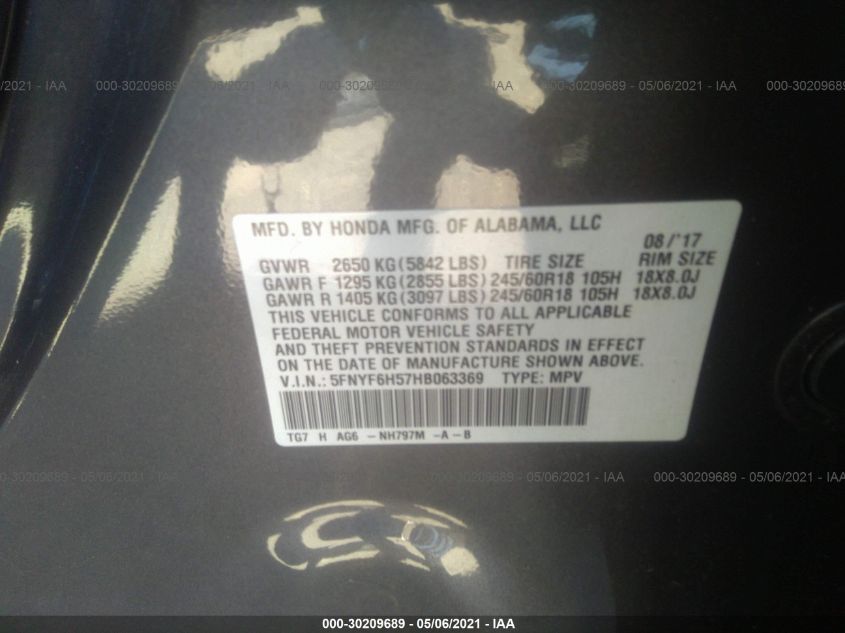 5/06/2021 - IAA 000-30209689 - 05/06/2021 - IAA 000-30209689 - 05/06/2021 - IAA 000-30209689
MFD. BY HONDA MFG. OF ALABAMA, LLC
08/'17
GVWR 2650 KG(5842 LBS) TIRE SIZE RIM SIZE
GAWR F 1295 KG(2855 LBS)245/60R18 105H 18X8.0J
GAWR R 1405 KG(3097 LBS)245/60R18 105H 18X8.0J
THIS VEHICLE CONFORMS TO ALL APPLICABLE
FEDERAL MOTOR VEHICLE SAFETY
AND THEFT PREVENTION STANDARDS IN EFFECT
ON THE DATE OF MANUFACTURE SHOWN ABOVE.
V.I.N.: 5FNYF6H57HB063369 TYPE: MPV
TG7 H AG6 - NH797M -A-B
000-30209689 - 05/06/2021 - IAA 000-30209689 - 05/06/2021 - IAA 000-30209689 - 05/06/2021 - IAA
000-30209689 - 05/06/2021 - IAA